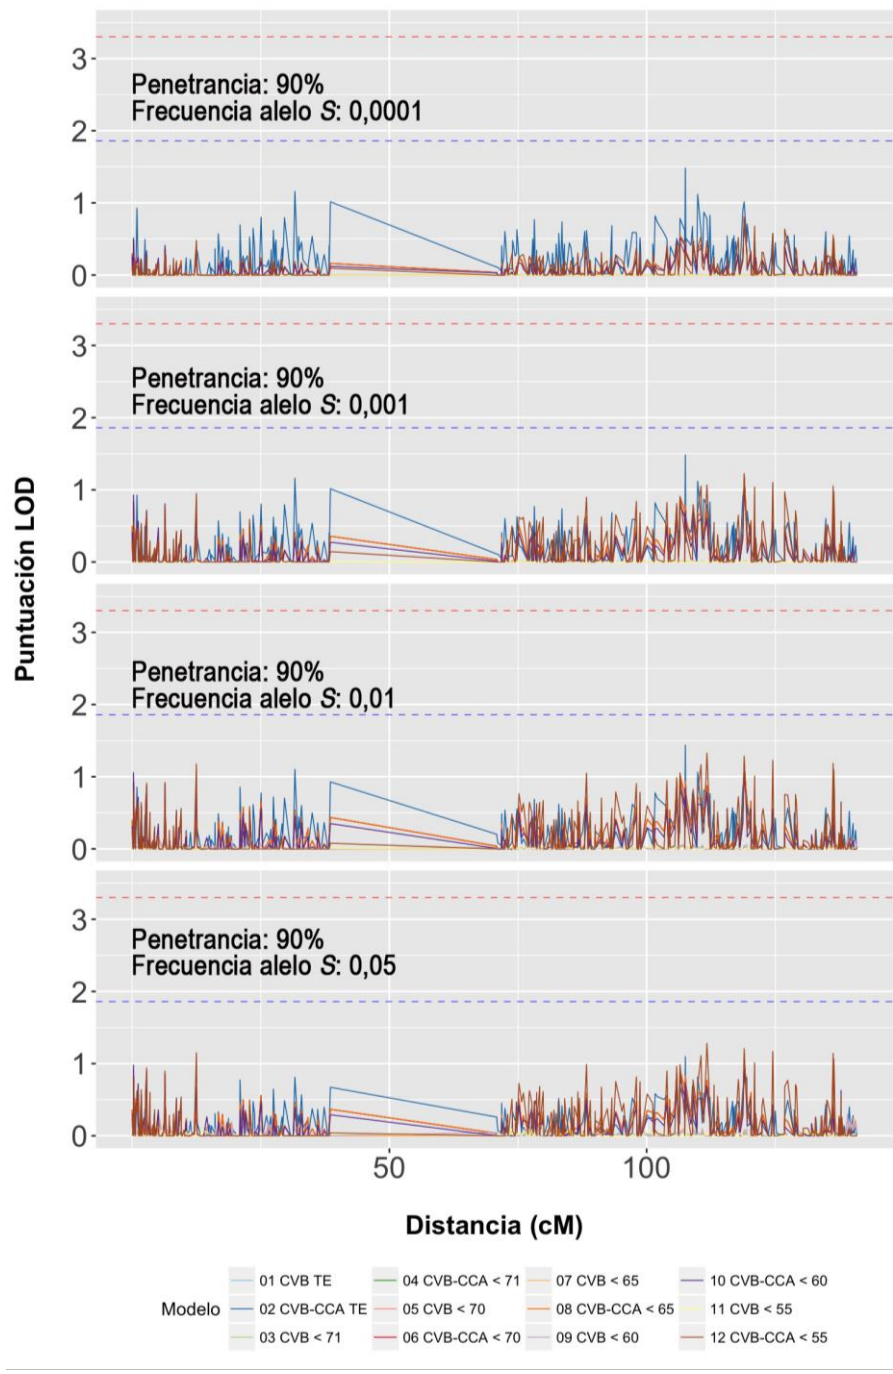 3
Penetrancia: 90%
Frecuencia alelo S: 0,0001
2
1
0
3
Penetrancia: 90%
Frecuencia alelo S: 0,001
2
1
0
3
Penetrancia: 90%
Frecuencia alelo S: 0,01
2
1
0
3
Penetrancia: 90%
Frecuencia alelo S: 0,05
2
1
0
Puntuación LOD
50 100
Distancia (cM)
Modelo
01 CVB TE 04 CVB-CCA < 71 07 CVB < 65 10 CVB-CCA < 60
02 CVB-CCA TE 05 CVB < 70 08 CVB-CCA < 65 11 CVB < 55
03 CVB < 71 06 CVB-CCA < 70 09 CVB < 60 12 CVB-CCA < 55